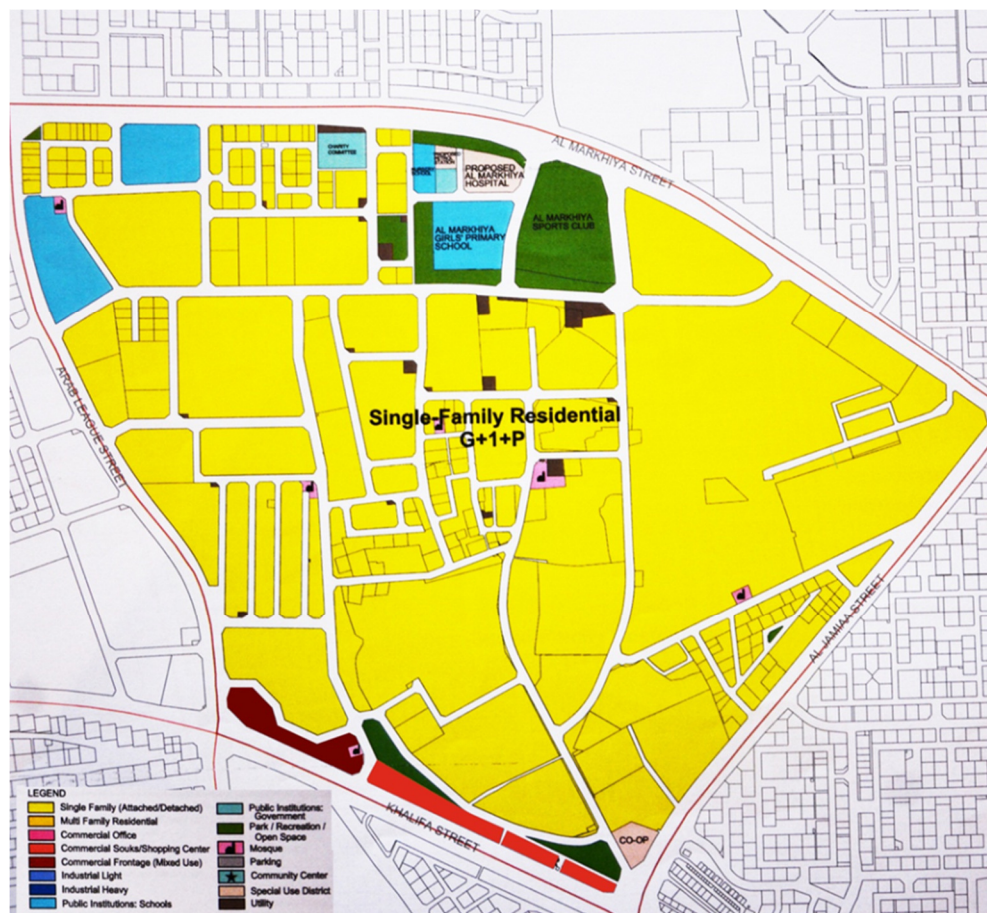 AL MARKHIYA STREET
CHARITY
COMMITTEE
PROPOSED
STATION
SCHOOL
PROPOSED
AL MARKHIYA
HOSPITAL
AL MARKHIYA
GIRLS' PRIMARY
SCHOOL
AL MARKHIYA
SPORTS CLUB
ARAB LEAGUE STREET
Single-Family Residential
G+1+P
AL JAMIAA STREET
KHALIFA STREET
CO-OP
LEGEND
Single Family (Attached/Detached)
Multi Family Residential
Commercial Office
Commercial Souks/Shopping Center
Commercial Frontage (Mixed Use)
Industrial Light
Industrial Heavy
Public Institutions: Schools
Public Institutions:
Government
Park / Recreation /
Open Space
Mosque
Parking
Community Center
Special Use District
Utility